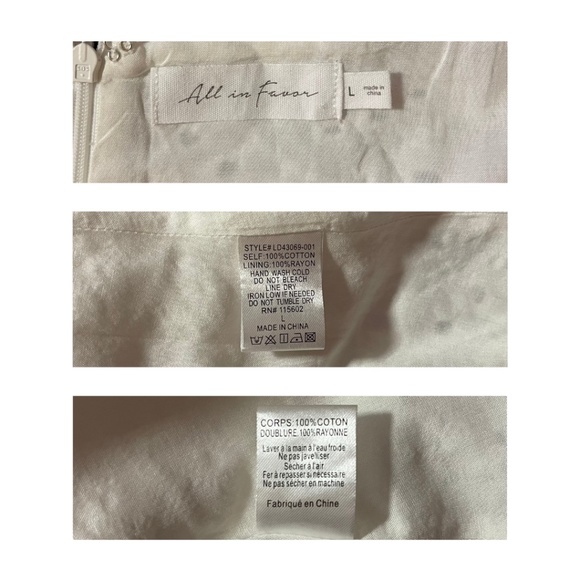 All in Favor
L
made in
china
STYLE# LD43069-001
SELF:100%COTTON
LINING:100%RAYON
HAND WASH COLD
DO NOT BLEACH
LINE DRY
IRON LOW IF NEEDED
DO NOT TUMBLE DRY
RN# 115602
L
MADE IN CHINA
CORPS:100%COTON
DOUBLURE:100%RAYONNE
Laver à la main à l'eau froide
Ne pas javelliser
Sécher à l'air
Fer à repasser si nécessaire
Ne pas sécher en machine
Fabriqué en Chine